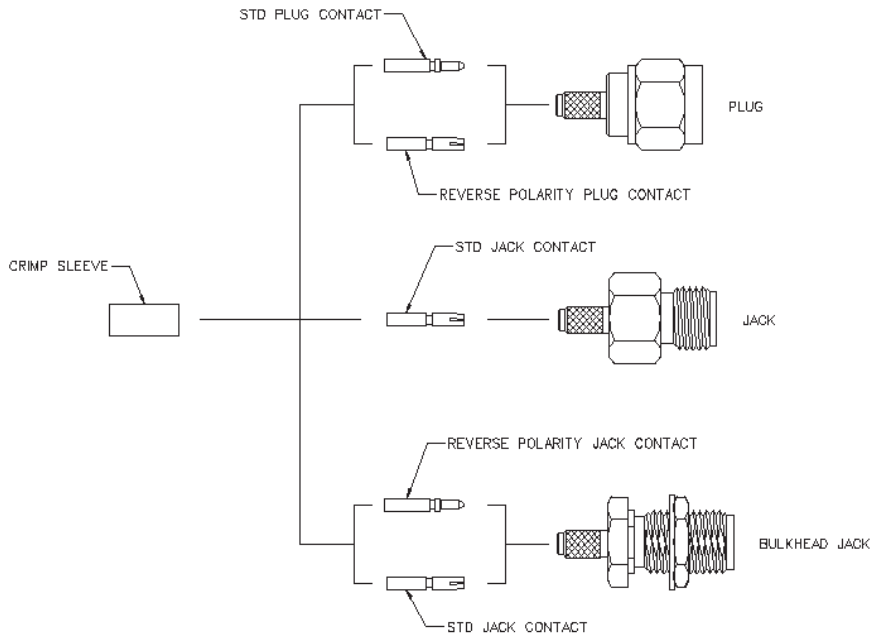 STD PLUG CONTACT
PLUG
REVERSE POLARITY PLUG CONTACT
STD JACK CONTACT
CRIMP SLEEVE
JACK
REVERSE POLARITY JACK CONTACT
BULKHEAD JACK
STD JACK CONTACT